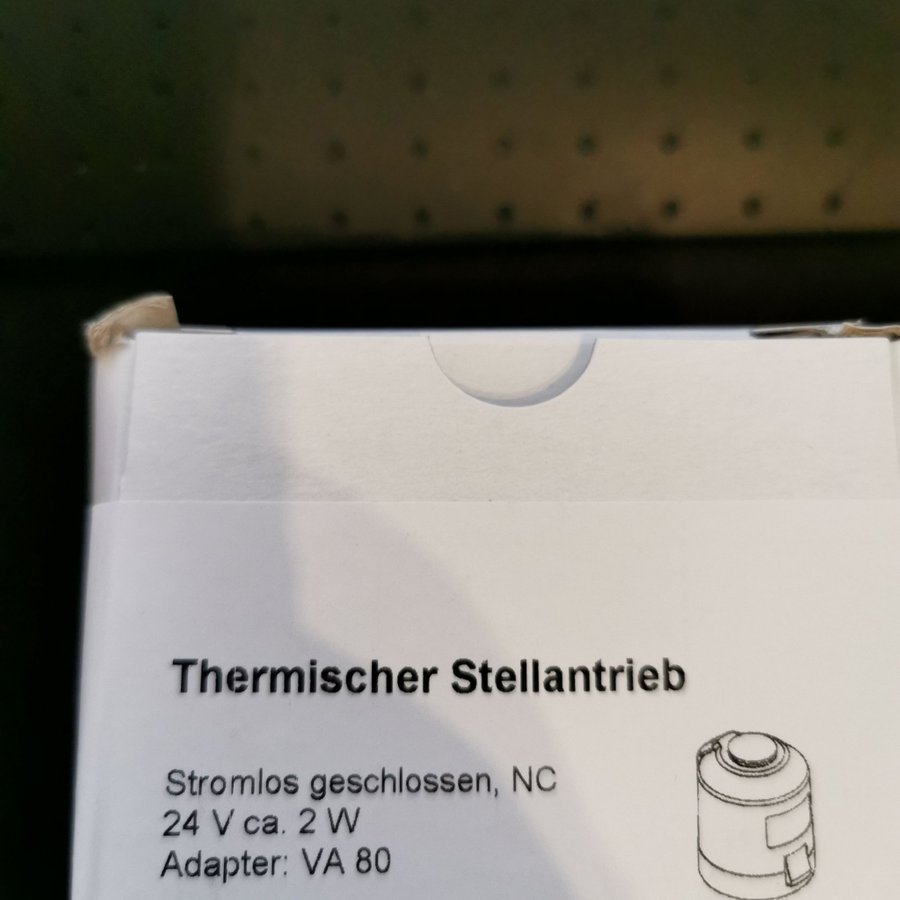 Thermischer Stellantrieb
Stromlos geschlossen, NC
24 V ca. 2 W
Adapter: VA 80